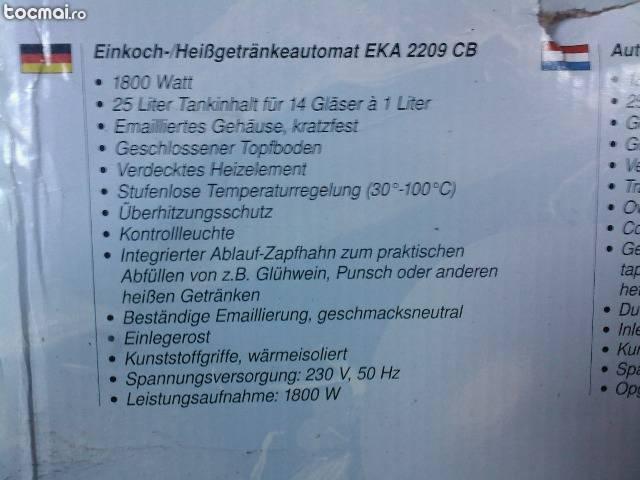 tocmai.ro
Einkoch-/Heißgetränkeautomat EKA 2209 CB
• 1800 Watt
• 25 Liter Tankinhalt für 14 Gläser à 1 Liter
• Emailliertes Gehäuse, kratzfest
• Geschlossener Topfboden
• Verdecktes Heizelement
• Stufenlose Temperaturregelung (30°-100°C)
• Überhitzungsschutz
• Kontrollleuchte
• Integrierter Ablauf-Zapfhahn zum praktischen
Abfüllen von z.B. Glühwein, Punsch oder anderen
heißen Getränken
• Beständige Emaillierung, geschmacksneutral
• Einlegerost
• Kunststoffgriffe, wärmeisoliert
• Spannungsversorgung: 230 V, 50 Hz
• Leistungsaufnahme: 1800 W
Aut